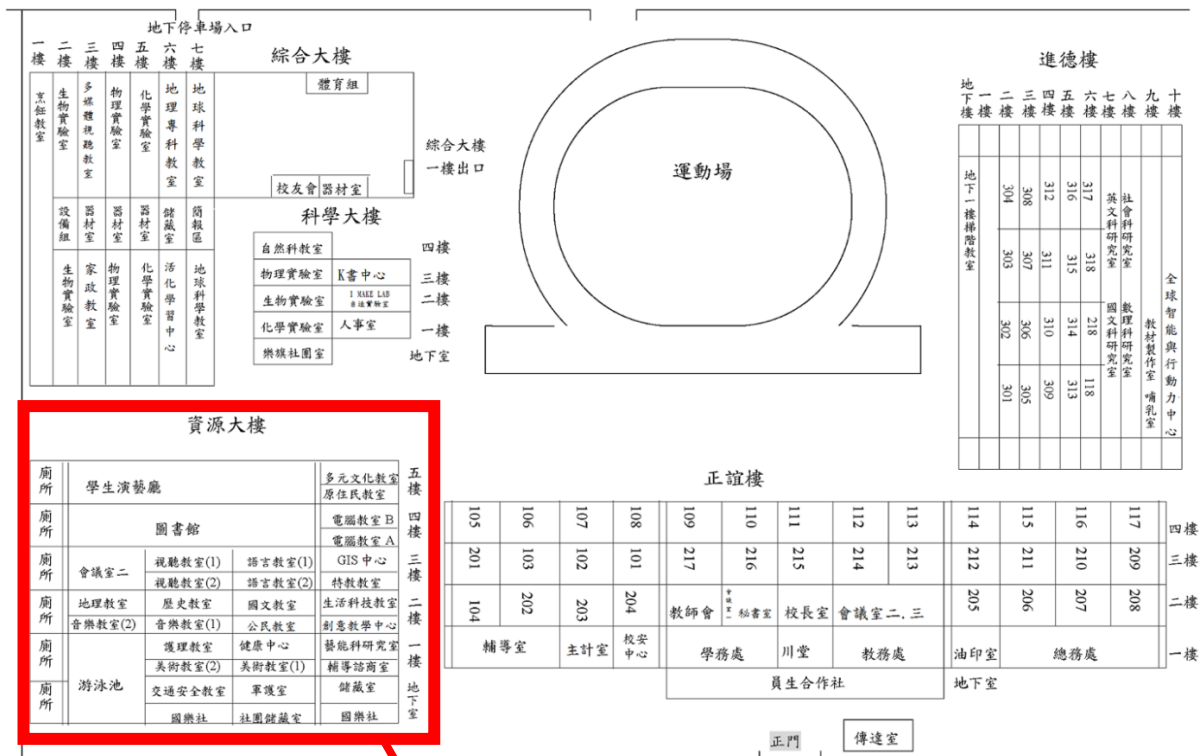 地下停車場入口
一樓 二樓 三樓 四樓 五樓 六樓 七樓
綜合大樓
體育組
烹飪教室 生物實驗室 多媒體視聽教室 物理實驗室 化學實驗室 地理專科教室 地球科學教室
設備組 器材室 器材室 器材室 儲藏室 簡報區
生物實驗室 家政教室 物理實驗室 化學實驗室 活化學習中心 地球科學教室
校友會 器材室
綜合大樓
一樓出口
科學大樓
自然科教室 四樓
物理實驗室 K書中心 三樓
生物實驗室 I MAKE LAB 二樓
化學實驗室 人事室 一樓
樂旗社團室 地下室
運動場
進德樓
地下樓 一樓 二樓 三樓 四樓 五樓 六樓 七樓 八樓 九樓 十樓
地下一樓梯階教室
304 308 312 316 317 英文科研究室 社會科研究室
303 307 311 315 318
302 306 310 314 218 國文科研究室 數理科研究室
301 305 309 313 118
教材製作室 哺乳室
全球智能與行動力中心
資源大樓
廁所 學生演藝廳 多元文化教室 五樓
原住民教室
廁所 圖書館 電腦教室B 四樓
電腦教室A
廁所 會議室二 視聽教室(1) 語言教室(1) GIS中心 三樓
視聽教室(2) 語言教室(2) 特教教室
廁所 地理教室 歷史教室 國文教室 生活科技教室 二樓
音樂教室(2) 音樂教室(1) 公民教室 創意教學中心
廁所 游泳池 護理教室 健康中心 藝能科研究室 一樓
美術教室(2) 美術教室(1) 輔導諮商室
廁所 交通安全教室 軍護室 儲藏室 地下室
國樂社 社團儲藏室 國樂社
正誼樓
105 106 107 108 109 110 111 112 113 114 115 116 117 四樓
201 103 102 101 217 216 215 214 213 212 211 210 209 三樓
104 202 203 204 教師會 會議室一 秘書室 校長室 會議室二.三 205 206 207 208 二樓
輔導室 主計室 校安中心 學務處 川堂 教務處 油印室 總務處 一樓
員生合作社 地下室
正門 傳達室